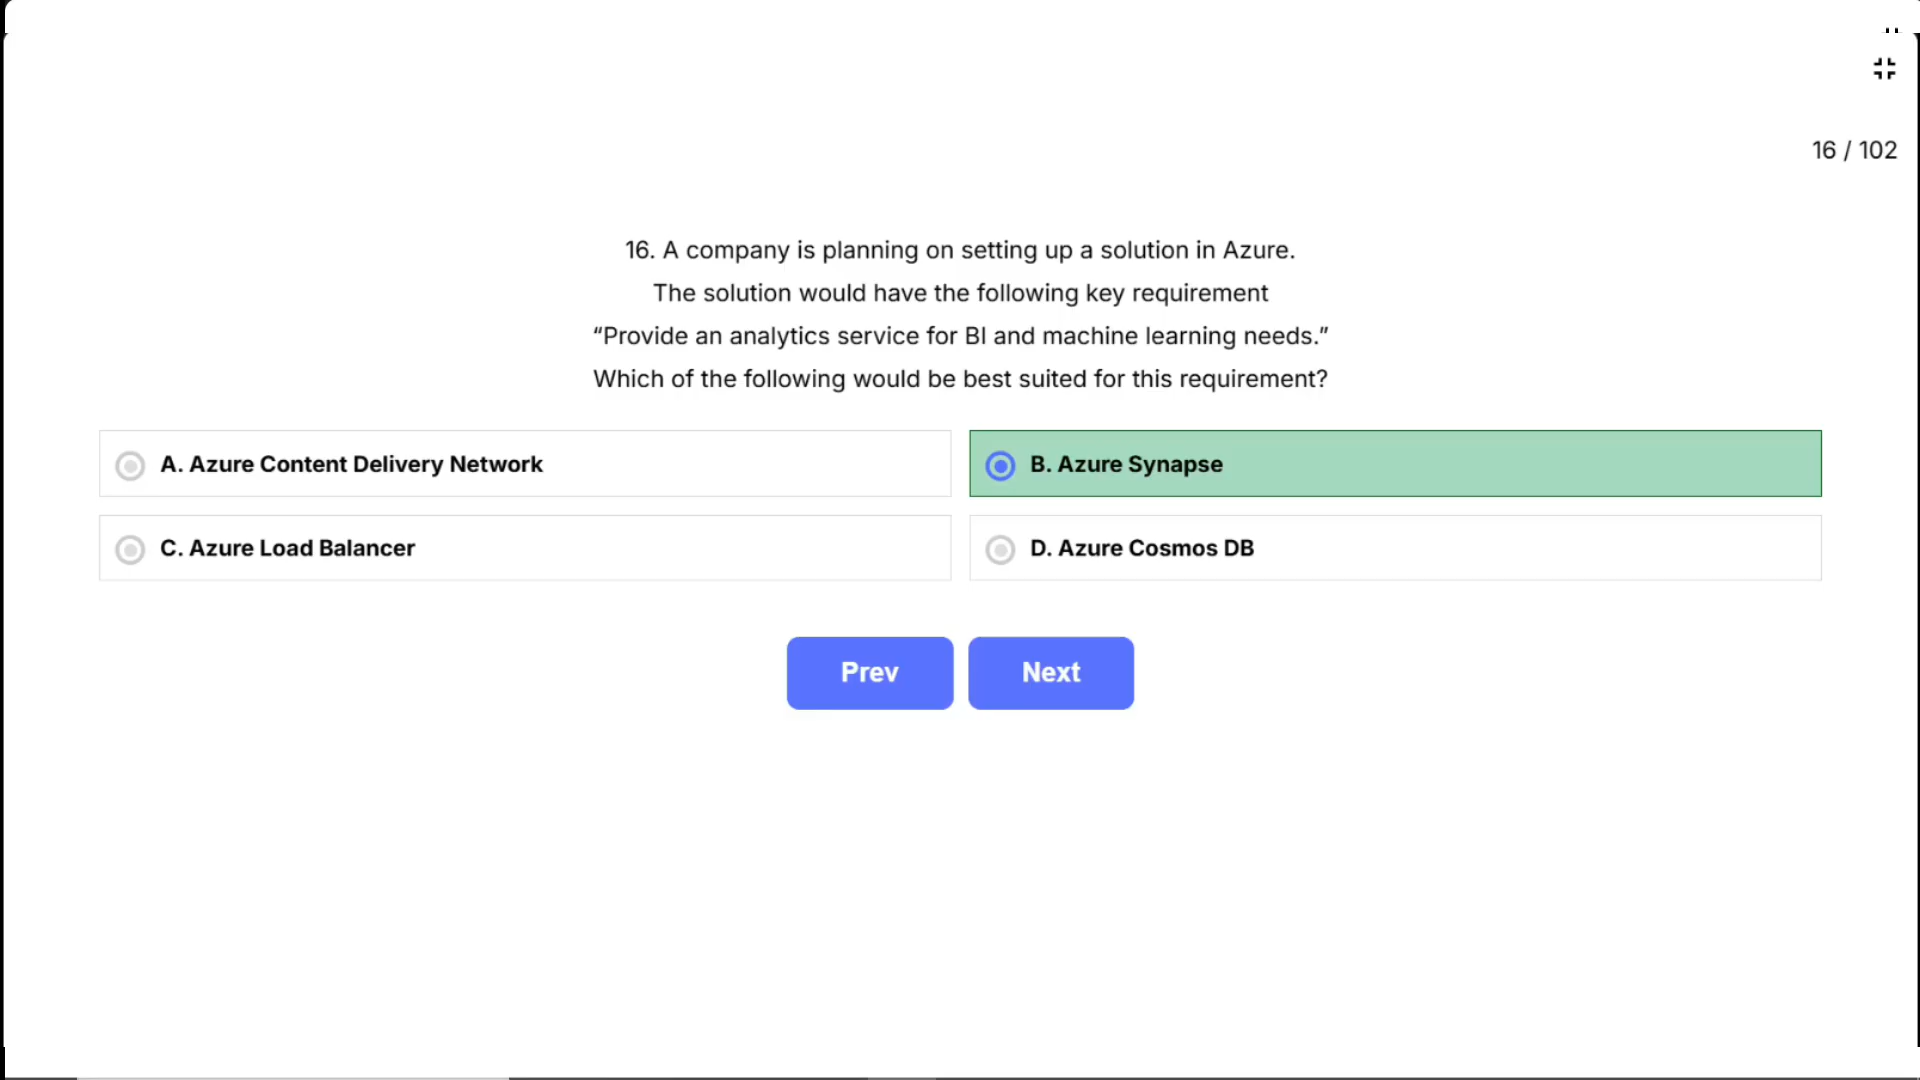 16 / 102
16. A company is planning on setting up a solution in Azure.
The solution would have the following key requirement
“Provide an analytics service for BI and machine learning needs.”
Which of the following would be best suited for this requirement?
A. Azure Content Delivery Network
B. Azure Synapse
C. Azure Load Balancer
D. Azure Cosmos DB
Prev
Next